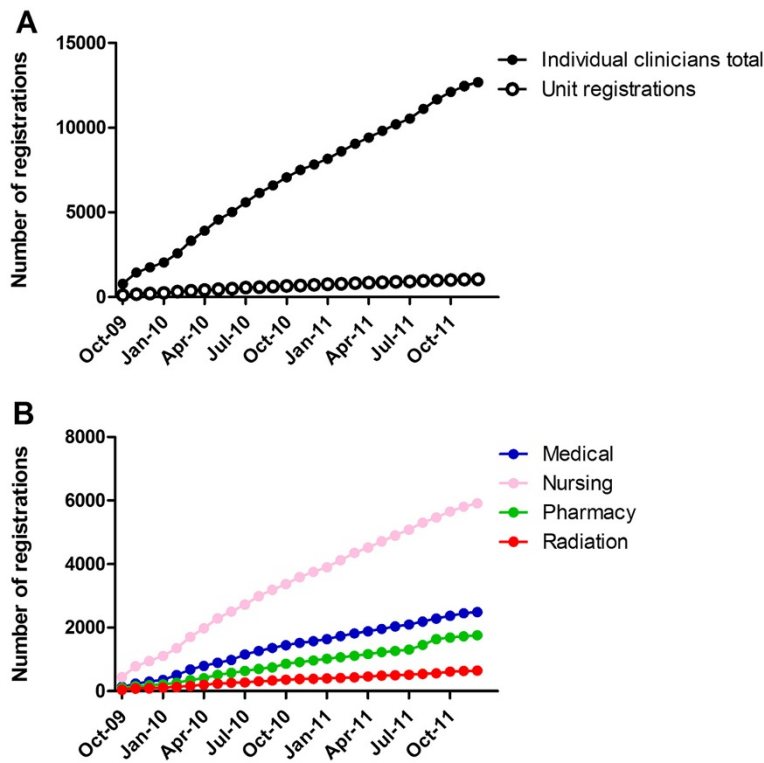 A
Number of registrations
15000
10000
5000
0
Oct-09
Jan-10
Apr-10
Jul-10
Oct-10
Jan-11
Apr-11
Jul-11
Oct-11
Individual clinicians total
Unit registrations
B
Number of registrations
8000
6000
4000
2000
0
Oct-09
Jan-10
Apr-10
Jul-10
Oct-10
Jan-11
Apr-11
Jul-11
Oct-11
Medical
Nursing
Pharmacy
Radiation